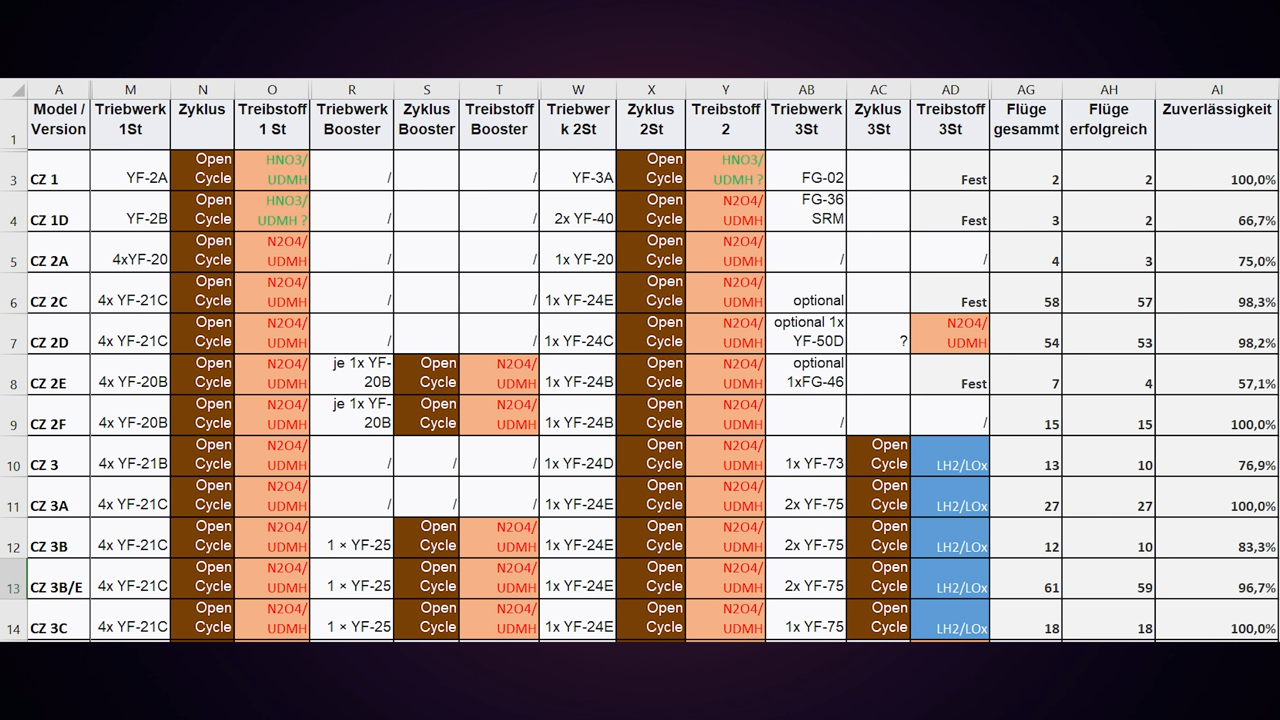 A M N O R S T W X Y AB AC AD AG AH AI
1 Model / Version Triebwerk 1St Zyklus Treibstoff 1 St Triebwerk Booster Zyklus Booster Treibstoff Booster Triebwer k 2St Zyklus 2St Treibstoff 2 Triebwerk 3St Zyklus 3St Treibstoff 3St Flüge gesammt Flüge erfolgreich Zuverlässigkeit
3 CZ 1 YF-2A Open Cycle HNO3/ UDMH / / / YF-3A Open Cycle HNO3/ UDMH ? FG-02 Fest 2 2 100,0%
4 CZ 1D YF-2B Open Cycle HNO3/ UDMH ? / / / 2x YF-40 Open Cycle N2O4/ UDMH FG-36 SRM Fest 3 2 66,7%
5 CZ 2A 4xYF-20 Open Cycle N2O4/ UDMH / / / 1x YF-20 Open Cycle N2O4/ UDMH / / 4 3 75,0%
6 CZ 2C 4x YF-21C Open Cycle N2O4/ UDMH / / / 1x YF-24E Open Cycle N2O4/ UDMH optional Fest 58 57 98,3%
7 CZ 2D 4x YF-21C Open Cycle N2O4/ UDMH / / / 1x YF-24C Open Cycle N2O4/ UDMH optional 1x YF-50D ? N2O4/ UDMH 54 53 98,2%
8 CZ 2E 4x YF-20B Open Cycle N2O4/ UDMH je 1x YF- 20B Open Cycle N2O4/ UDMH 1x YF-24B Open Cycle N2O4/ UDMH optional 1xFG-46 Fest 7 4 57,1%
9 CZ 2F 4x YF-20B Open Cycle N2O4/ UDMH je 1x YF- 20B Open Cycle N2O4/ UDMH 1x YF-24B Open Cycle N2O4/ UDMH / / 15 15 100,0%
10 CZ 3 4x YF-21B Open Cycle N2O4/ UDMH / / / 1x YF-24D Open Cycle N2O4/ UDMH 1x YF-73 Open Cycle LH2/LOx 13 10 76,9%
11 CZ 3A 4x YF-21C Open Cycle N2O4/ UDMH / / / 1x YF-24E Open Cycle N2O4/ UDMH 2x YF-75 Open Cycle LH2/LOx 27 27 100,0%
12 CZ 3B 4x YF-21C Open Cycle N2O4/ UDMH 1 × YF-25 Open Cycle N2O4/ UDMH 1x YF-24E Open Cycle N2O4/ UDMH 2x YF-75 Open Cycle LH2/LOx 12 10 83,3%
13 CZ 3B/E 4x YF-21C Open Cycle N2O4/ UDMH 1 × YF-25 Open Cycle N2O4/ UDMH 1x YF-24E Open Cycle N2O4/ UDMH 2x YF-75 Open Cycle LH2/LOx 61 59 96,7%
14 CZ 3C 4x YF-21C Open Cycle N2O4/ UDMH 1 × YF-25 Open Cycle N2O4/ UDMH 1x YF-24E Open Cycle N2O4/ UDMH 1x YF-75 Open Cycle LH2/LOx 18 18 100,0%